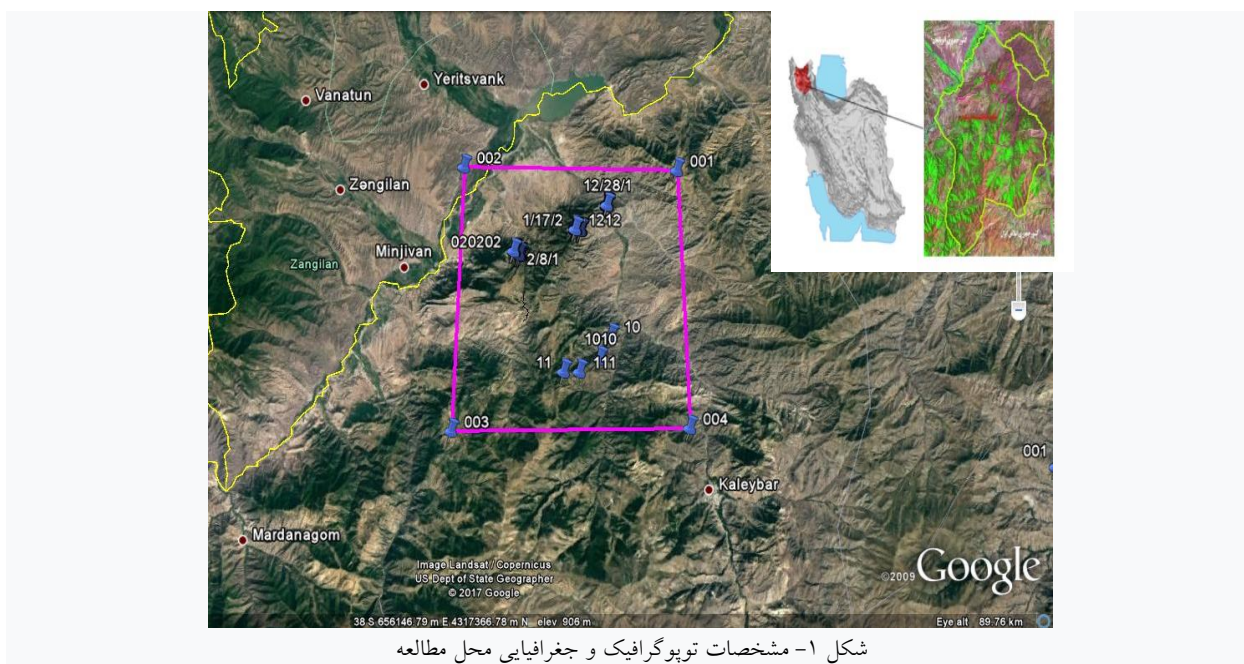 Yeritsvank
Vanatun
002
001
12/28/1
Zəngilan
1/17/2
1212
020202
2/8/1
Minjivan
Zangilan
10
1010
11
111
003
004
001
Kaleybar
Mardanagom
Image Landsat / Copernicus
US Dept of State Geographer
© 2017 Google
©2009 Google
38 S 656146.79 m E 4317366.78 m N elev 906 m
Eye alt 89.76 km
شکل ۱- مشخصات توپوگرافیک و جغرافیایی محل مطالعه